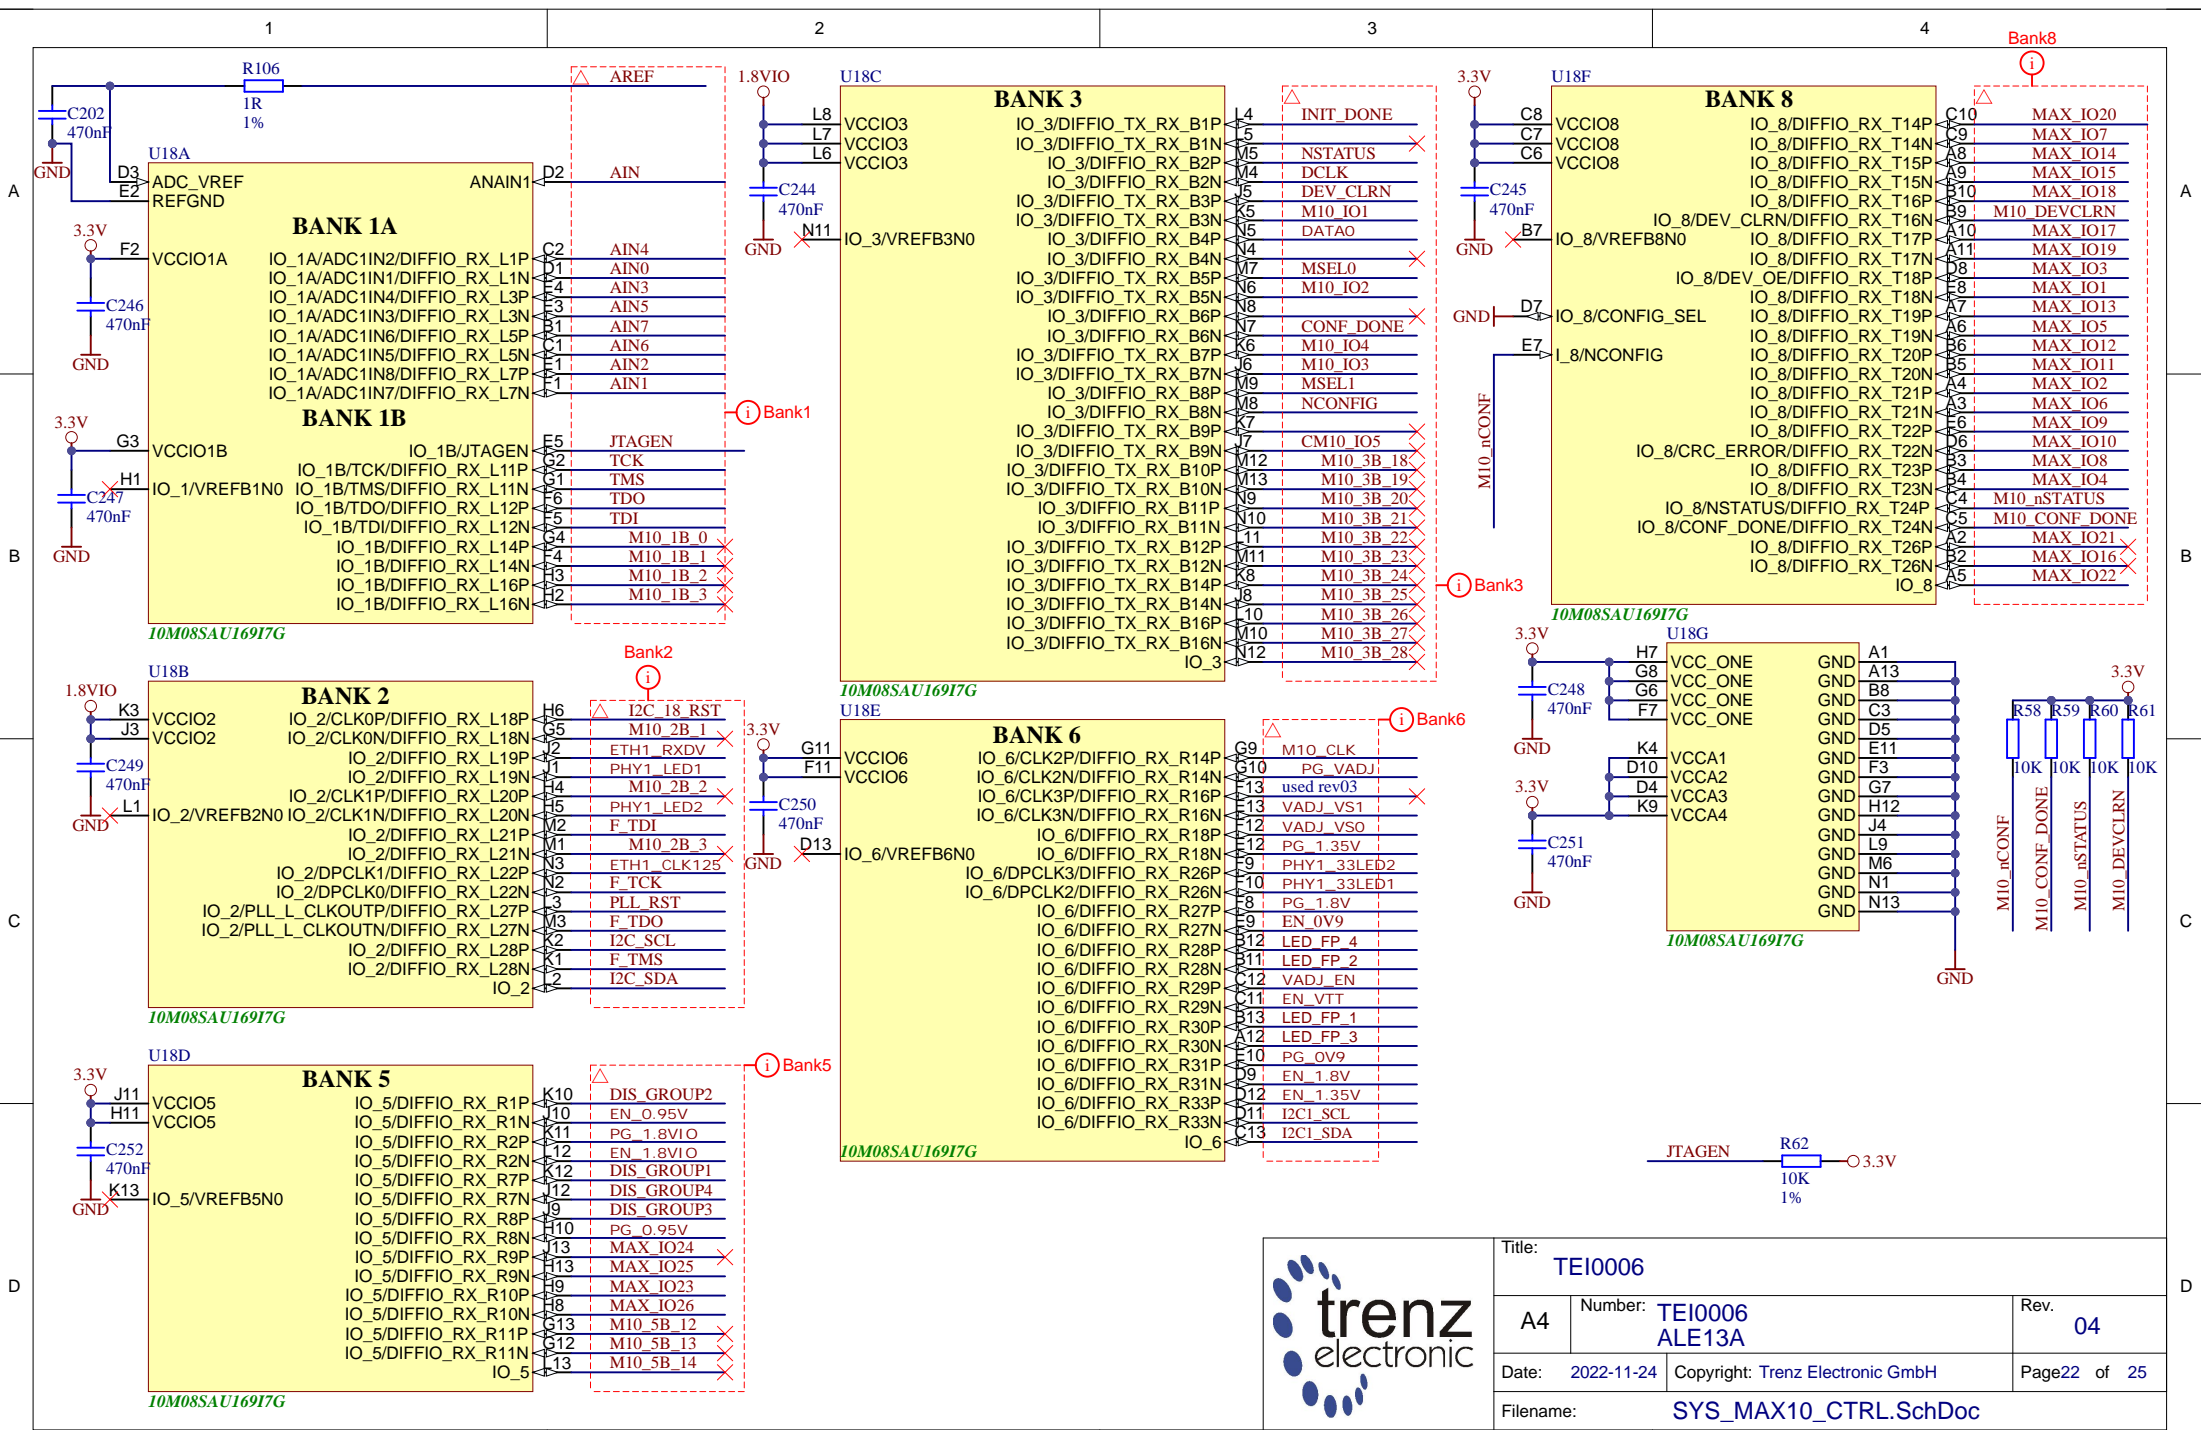 1 2 3 4
A A
B B
C C
D D
R106
1R
1%
C202
470nF
GND
AREF
U18A
D3 ADC_VREF
E2 REFGND
ANAIN1 D2 AIN
BANK 1A
3.3V
F2 VCCIO1A
C246
470nF
GND
IO_1A/ADC1IN2/DIFFIO_RX_L1P C2 AIN4
IO_1A/ADC1IN1/DIFFIO_RX_L1N D1 AIN0
IO_1A/ADC1IN4/DIFFIO_RX_L3P E4 AIN3
IO_1A/ADC1IN3/DIFFIO_RX_L3N E3 AIN5
IO_1A/ADC1IN6/DIFFIO_RX_L5P B1 AIN7
IO_1A/ADC1IN5/DIFFIO_RX_L5N C1 AIN6
IO_1A/ADC1IN8/DIFFIO_RX_L7P E1 AIN2
IO_1A/ADC1IN7/DIFFIO_RX_L7N F1 AIN1
BANK 1B
i Bank1
3.3V
G3 VCCIO1B
H1 IO_1/VREFB1N0
C247
470nF
GND
IO_1B/JTAGEN E5 JTAGEN
IO_1B/TCK/DIFFIO_RX_L11P G2 TCK
IO_1B/TMS/DIFFIO_RX_L11N G1 TMS
IO_1B/TDO/DIFFIO_RX_L12P F6 TDO
IO_1B/TDI/DIFFIO_RX_L12N F5 TDI
IO_1B/DIFFIO_RX_L14P G4 M10_1B_0
IO_1B/DIFFIO_RX_L14N F4 M10_1B_1
IO_1B/DIFFIO_RX_L16P H3 M10_1B_2
IO_1B/DIFFIO_RX_L16N H2 M10_1B_3
10M08SAU169I7G
Bank2
i
U18B
BANK 2
1.8VIO
K3 VCCIO2
J3 VCCIO2
C249
470nF
GND
L1 IO_2/VREFB2N0
IO_2/CLK0P/DIFFIO_RX_L18P H6 I2C_18_RST
IO_2/CLK0N/DIFFIO_RX_L18N G5 M10_2B_1
IO_2/DIFFIO_RX_L19P J2 ETH1_RXDV
IO_2/DIFFIO_RX_L19N J1 PHY1_LED1
IO_2/CLK1P/DIFFIO_RX_L20P H4 M10_2B_2
IO_2/CLK1N/DIFFIO_RX_L20N H5 PHY1_LED2
IO_2/DIFFIO_RX_L21P M2 F_TDI
IO_2/DIFFIO_RX_L21N M1 M10_2B_3
IO_2/DPCLK1/DIFFIO_RX_L22P N3 ETH1_CLK125
IO_2/DPCLK0/DIFFIO_RX_L22N N2 F_TCK
IO_2/PLL_L_CLKOUTP/DIFFIO_RX_L27P L3 PLL_RST
IO_2/PLL_L_CLKOUTN/DIFFIO_RX_L27N M3 F_TDO
IO_2/DIFFIO_RX_L28P K2 I2C_SCL
IO_2/DIFFIO_RX_L28N K1 F_TMS
IO_2 L2 I2C_SDA
10M08SAU169I7G
i Bank5
U18D
BANK 5
3.3V
J11 VCCIO5
H11 VCCIO5
C252
470nF
GND
K13 IO_5/VREFB5N0
IO_5/DIFFIO_RX_R1P K10 DIS_GROUP2
IO_5/DIFFIO_RX_R1N J10 EN_0.95V
IO_5/DIFFIO_RX_R2P K11 PG_1.8VIO
IO_5/DIFFIO_RX_R2N L12 EN_1.8VIO
IO_5/DIFFIO_RX_R7P K12 DIS_GROUP1
IO_5/DIFFIO_RX_R7N J12 DIS_GROUP4
IO_5/DIFFIO_RX_R8P J9 DIS_GROUP3
IO_5/DIFFIO_RX_R8N H10 PG_0.95V
IO_5/DIFFIO_RX_R9P J13 MAX_IO24
IO_5/DIFFIO_RX_R9N H13 MAX_IO25
IO_5/DIFFIO_RX_R10P H9 MAX_IO23
IO_5/DIFFIO_RX_R10N H8 MAX_IO26
IO_5/DIFFIO_RX_R11P G13 M10_5B_12
IO_5/DIFFIO_RX_R11N G12 M10_5B_13
IO_5 L13 M10_5B_14
10M08SAU169I7G
1.8VIO
U18C
BANK 3
L8 VCCIO3
L7 VCCIO3
L6 VCCIO3
C244
470nF
GND
N11 IO_3/VREFB3N0
IO_3/DIFFIO_TX_RX_B1P L4 INIT_DONE
IO_3/DIFFIO_TX_RX_B1N L5
IO_3/DIFFIO_RX_B2P M5 NSTATUS
IO_3/DIFFIO_RX_B2N M4 DCLK
IO_3/DIFFIO_TX_RX_B3P J5 DEV_CLRN
IO_3/DIFFIO_TX_RX_B3N K5 M10_IO1
IO_3/DIFFIO_RX_B4P N5 DATA0
IO_3/DIFFIO_RX_B4N N4
IO_3/DIFFIO_TX_RX_B5P M7 MSEL0
IO_3/DIFFIO_TX_RX_B5N N6 M10_IO2
IO_3/DIFFIO_RX_B6P N8
IO_3/DIFFIO_RX_B6N N7 CONF_DONE
IO_3/DIFFIO_TX_RX_B7P K6 M10_IO4
IO_3/DIFFIO_TX_RX_B7N J6 M10_IO3
IO_3/DIFFIO_RX_B8P M9 MSEL1
IO_3/DIFFIO_RX_B8N M8 NCONFIG
IO_3/DIFFIO_TX_RX_B9P K7
IO_3/DIFFIO_TX_RX_B9N J7 CM10_IO5
IO_3/DIFFIO_TX_RX_B10P M12 M10_3B_18
IO_3/DIFFIO_TX_RX_B10N M13 M10_3B_19
IO_3/DIFFIO_RX_B11P N9 M10_3B_20
IO_3/DIFFIO_RX_B11N N10 M10_3B_21
IO_3/DIFFIO_TX_RX_B12P L11 M10_3B_22
IO_3/DIFFIO_TX_RX_B12N M11 M10_3B_23
IO_3/DIFFIO_TX_RX_B14P K8 M10_3B_24
IO_3/DIFFIO_TX_RX_B14N J8 M10_3B_25
IO_3/DIFFIO_TX_RX_B16P L10 M10_3B_26
IO_3/DIFFIO_TX_RX_B16N M10 M10_3B_27
IO_3 N12 M10_3B_28
i Bank3
10M08SAU169I7G
U18E
BANK 6
i Bank6
3.3V
G11 VCCIO6
F11 VCCIO6
C250
470nF
GND
D13 IO_6/VREFB6N0
IO_6/CLK2P/DIFFIO_RX_R14P G9 M10_CLK
IO_6/CLK2N/DIFFIO_RX_R14N G10 PG_VADJ
IO_6/CLK3P/DIFFIO_RX_R16P F13 used rev03
IO_6/CLK3N/DIFFIO_RX_R16N E13 VADJ_VS1
IO_6/DIFFIO_RX_R18P F12 VADJ_VS0
IO_6/DIFFIO_RX_R18N E12 PG_1.35V
IO_6/DPCLK3/DIFFIO_RX_R26P F9 PHY1_33LED2
IO_6/DPCLK2/DIFFIO_RX_R26N F10 PHY1_33LED1
IO_6/DIFFIO_RX_R27P F8 PG_1.8V
IO_6/DIFFIO_RX_R27N E9 EN_0V9
IO_6/DIFFIO_RX_R28P B12 LED_FP_4
IO_6/DIFFIO_RX_R28N B11 LED_FP_2
IO_6/DIFFIO_RX_R29P C12 VADJ_EN
IO_6/DIFFIO_RX_R29N C11 EN_VTT
IO_6/DIFFIO_RX_R30P B13 LED_FP_1
IO_6/DIFFIO_RX_R30N A12 LED_FP_3
IO_6/DIFFIO_RX_R31P E10 PG_0V9
IO_6/DIFFIO_RX_R31N D9 EN_1.8V
IO_6/DIFFIO_RX_R33P D12 EN_1.35V
IO_6/DIFFIO_RX_R33N D11 I2C1_SCL
IO_6 C13 I2C1_SDA
10M08SAU169I7G
Bank8
i
3.3V
U18F
BANK 8
C8 VCCIO8
C7 VCCIO8
C6 VCCIO8
C245
470nF
GND
B7 IO_8/VREFB8N0
GND D7 IO_8/CONFIG_SEL
E7 I_8/NCONFIG
M10_nCONF
IO_8/DIFFIO_RX_T14P C10 MAX_IO20
IO_8/DIFFIO_RX_T14N C9 MAX_IO7
IO_8/DIFFIO_RX_T15P A8 MAX_IO14
IO_8/DIFFIO_RX_T15N A9 MAX_IO15
IO_8/DIFFIO_RX_T16P B10 MAX_IO18
IO_8/DEV_CLRN/DIFFIO_RX_T16N B9 M10_DEVCLRN
IO_8/DIFFIO_RX_T17P A10 MAX_IO17
IO_8/DIFFIO_RX_T17N A11 MAX_IO19
IO_8/DEV_OE/DIFFIO_RX_T18P D8 MAX_IO3
IO_8/DIFFIO_RX_T18N E8 MAX_IO1
IO_8/DIFFIO_RX_T19P A7 MAX_IO13
IO_8/DIFFIO_RX_T19N A6 MAX_IO5
IO_8/DIFFIO_RX_T20P B6 MAX_IO12
IO_8/DIFFIO_RX_T20N B5 MAX_IO11
IO_8/DIFFIO_RX_T21P A4 MAX_IO2
IO_8/DIFFIO_RX_T21N A3 MAX_IO6
IO_8/DIFFIO_RX_T22P E6 MAX_IO9
IO_8/CRC_ERROR/DIFFIO_RX_T22N D6 MAX_IO10
IO_8/DIFFIO_RX_T23P B3 MAX_IO8
IO_8/DIFFIO_RX_T23N B4 MAX_IO4
IO_8/NSTATUS/DIFFIO_RX_T24P C4 M10_nSTATUS
IO_8/CONF_DONE/DIFFIO_RX_T24N C5 M10_CONF_DONE
IO_8/DIFFIO_RX_T26P A2 MAX_IO21
IO_8/DIFFIO_RX_T26N B2 MAX_IO16
IO_8 A5 MAX_IO22
10M08SAU169I7G
U18G
3.3V
H7 VCC_ONE
G8 VCC_ONE
G6 VCC_ONE
F7 VCC_ONE
C248
470nF
GND
K4 VCCA1
D10 VCCA2
D4 VCCA3
K9 VCCA4
3.3V
C251
470nF
GND
GND A1
GND A13
GND B8
GND C3
GND D5
GND E11
GND F3
GND G7
GND H12
GND J4
GND L9
GND M6
GND N1
GND N13
GND
10M08SAU169I7G
3.3V
R58 R59 R60 R61
10K 10K 10K 10K
M10_nCONF
M10_CONF_DONE
M10_nSTATUS
M10_DEVCLRN
JTAGEN R62 3.3V
10K
1%
trenz
electronic
Title:
TEI0006
A4 Number: TEI0006
ALE13A
Rev.
04
Date: 2022-11-24 Copyright: Trenz Electronic GmbH Page22 of 25
Filename: SYS_MAX10_CTRL.SchDoc